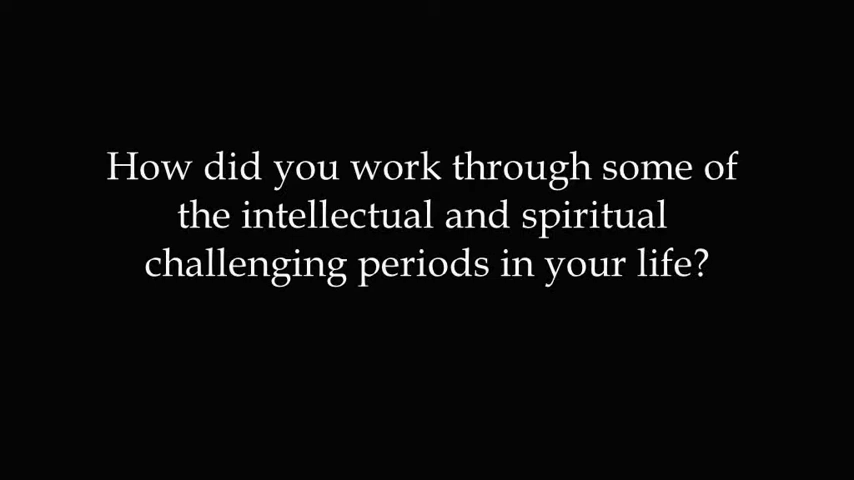 How did you work through some of
the intellectual and spiritual
challenging periods in your life?